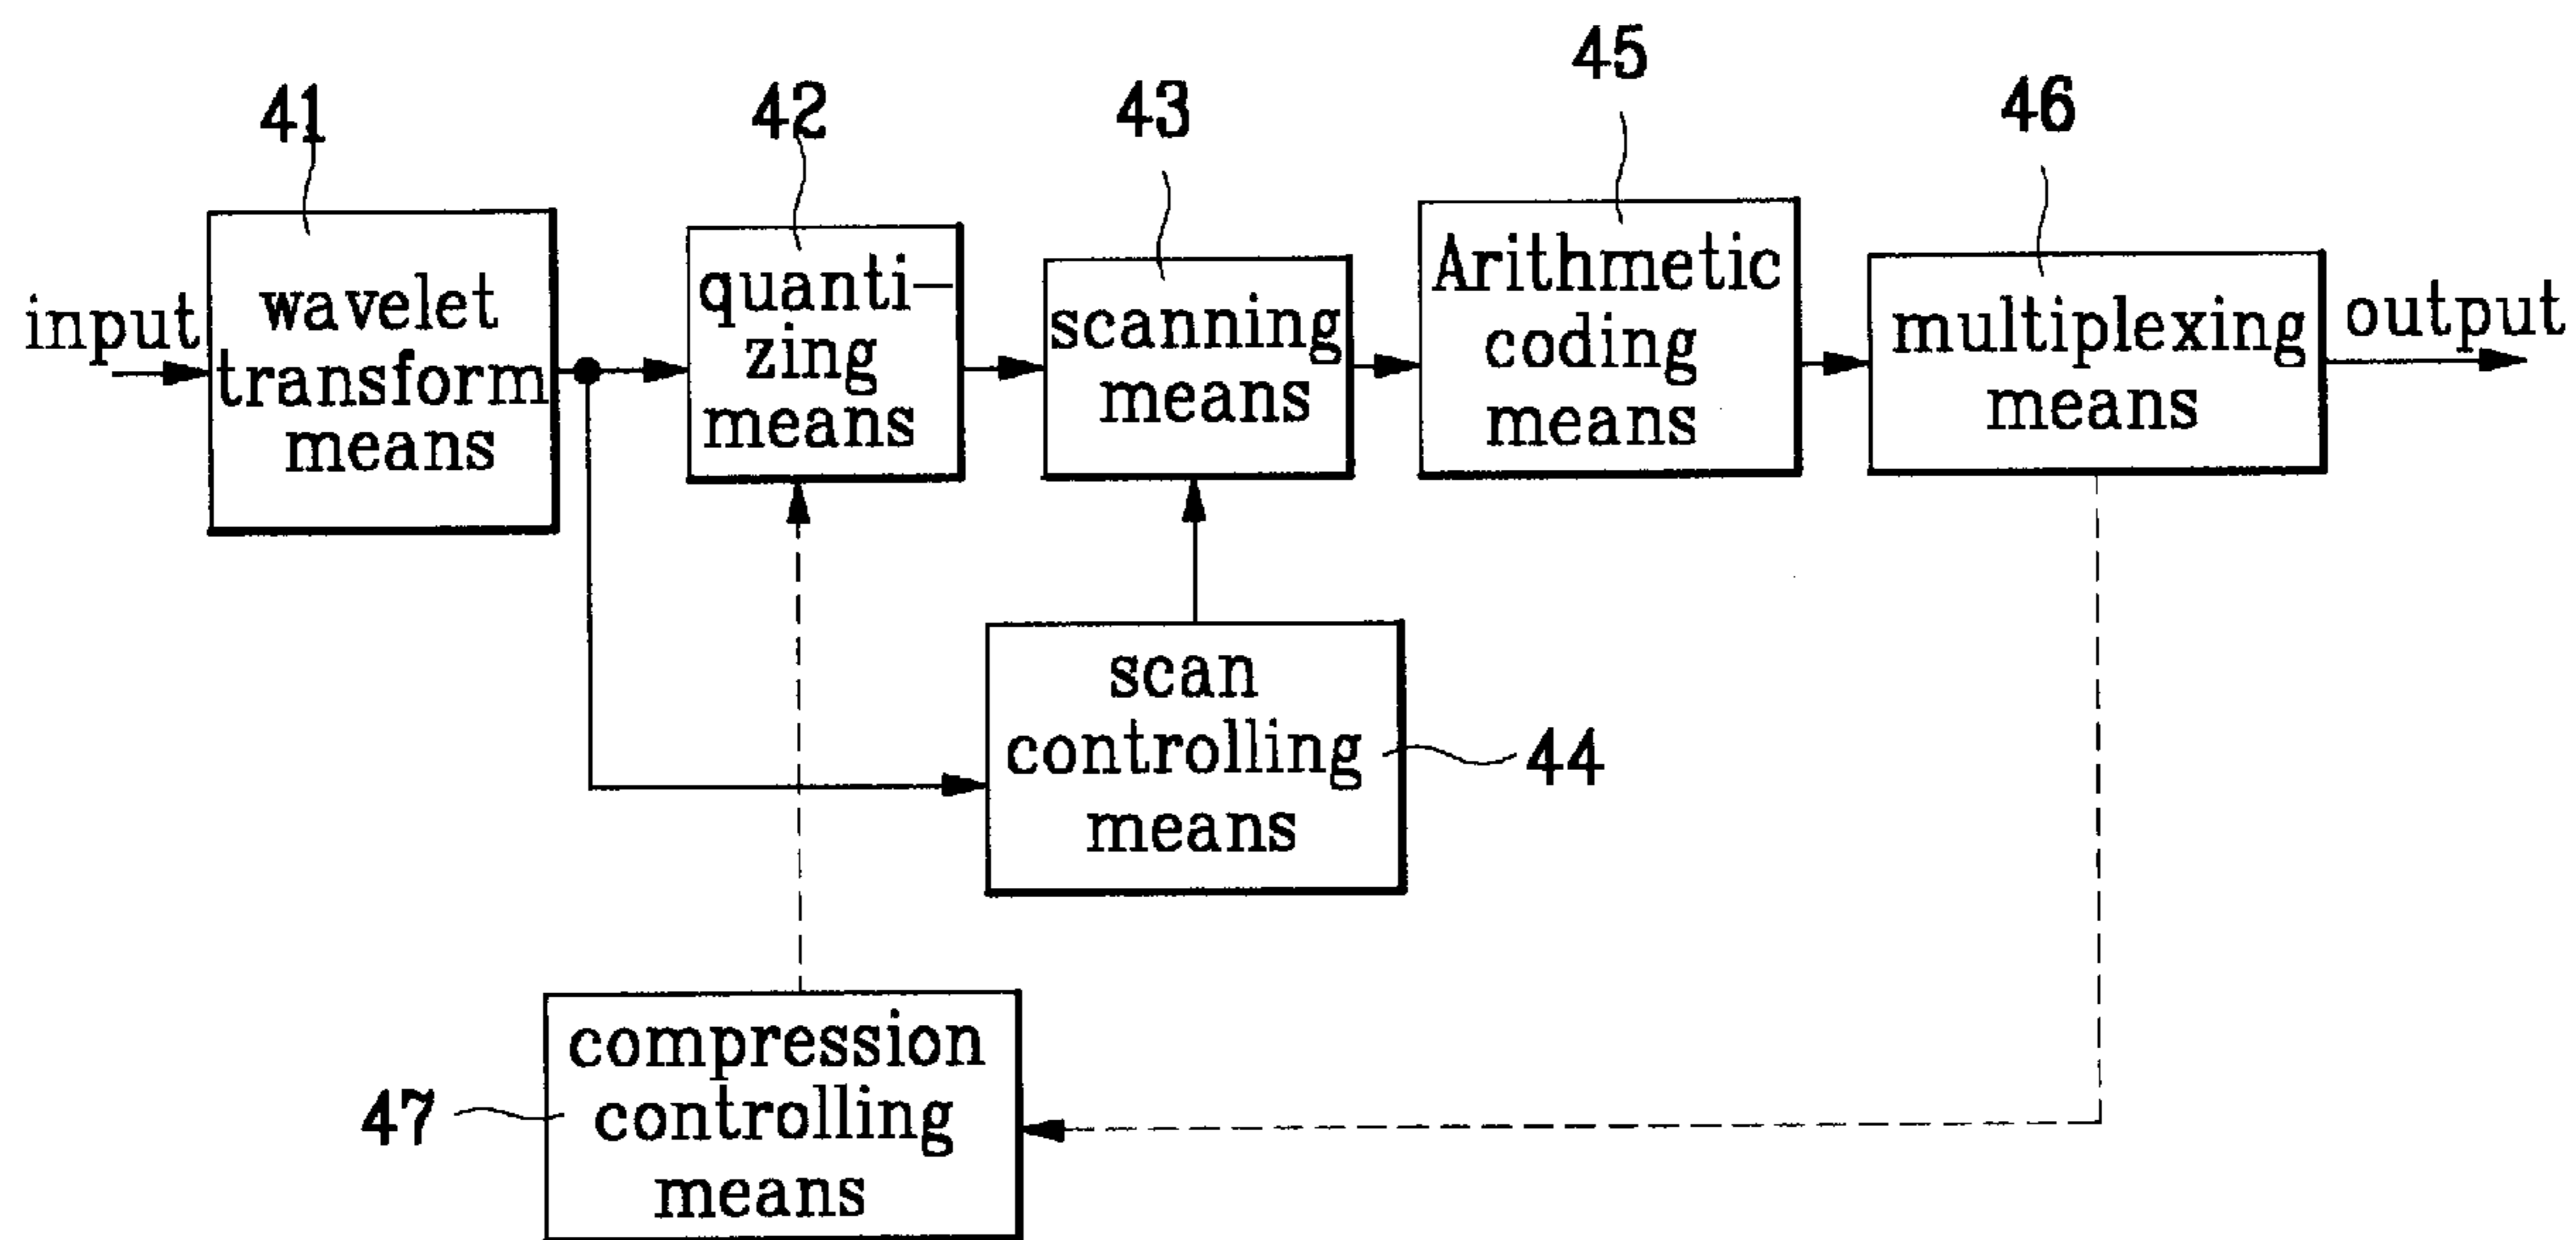 45
41
42
43
46
input
wavelet
transform
means
quanti-
zing
means
scanning
means
Arithmetic
coding
means
multiplexing
means
output
scan
controlling
means
44
compression
controlling
means
47